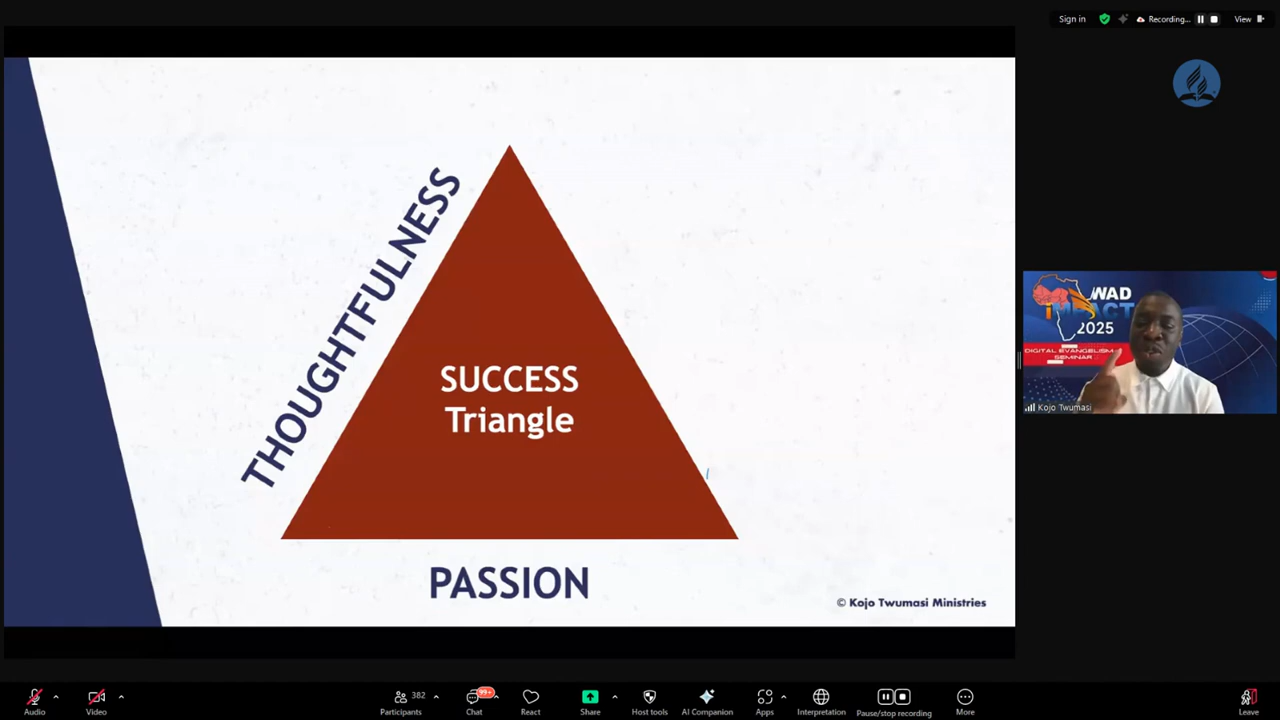 Sign in
Recording...
View
THOUGHTFULNESS
SUCCESS
Triangle
PASSION
© Kojo Twumasi Ministries
WAD
IMPACT
2025
DIGITAL EVANGELISM
SEMINAR
Kojo Twumasi
Audio
Video
382
Participants
99+
Chat
React
Share
Host tools
AI Companion
Apps
Interpretation
Pause/stop recording
More
Leave